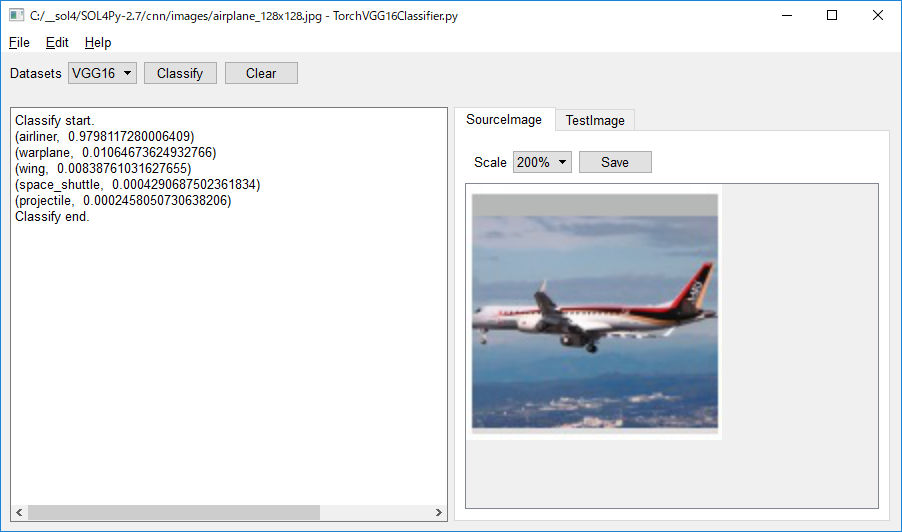 C:/__sol4/SOL4Py-2.7/cnn/images/airplane_128x128.jpg - TorchVGG16Classifier.py
File Edit Help
Datasets VGG16 Classify Clear
Classify start.
(airliner, 0.9798117280006409)
(warplane, 0.01064673624932766)
(wing, 0.00838761031627655)
(space_shuttle, 0.0004290687502361834)
(projectile, 0.0002458050730638206)
Classify end.
SourceImage TestImage
Scale 200% Save